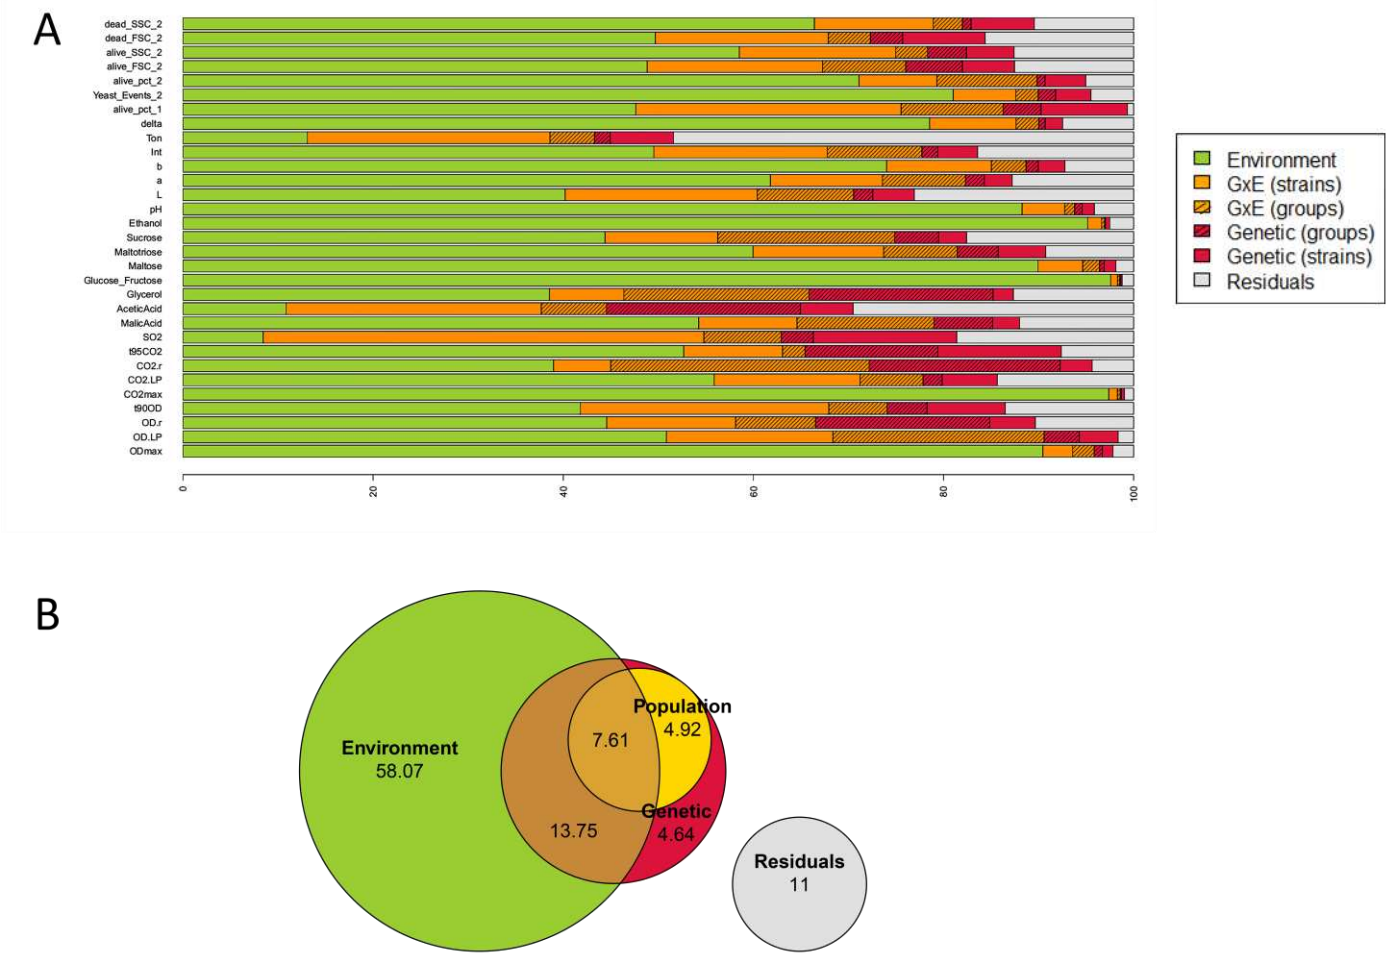 A
dead_SSC_2
dead_FSC_2
alive_SSC_2
alive_FSC_2
alive_pct_2
Yeast_Events_2
alive_pct_1
delta
Ton
Int
b
a
L
pH
Ethanol
Sucrose
Maltotriose
Maltose
Glucose_Fructose
Glycerol
AceticAcid
MalicAcid
SO2
t95CO2
CO2.r
CO2.LP
CO2max
t90OD
OD.r
OD.LP
ODmax
0 20 40 60 80 100
Environment
GxE (strains)
GxE (groups)
Genetic (groups)
Genetic (strains)
Residuals
B
Population
4.92
7.61
Environment
58.07
Genetic
4.64
13.75
Residuals
11